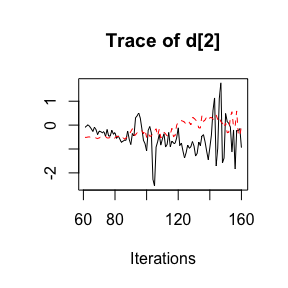 Trace of d[2]
1
0
-2
60 80 120 160
Iterations